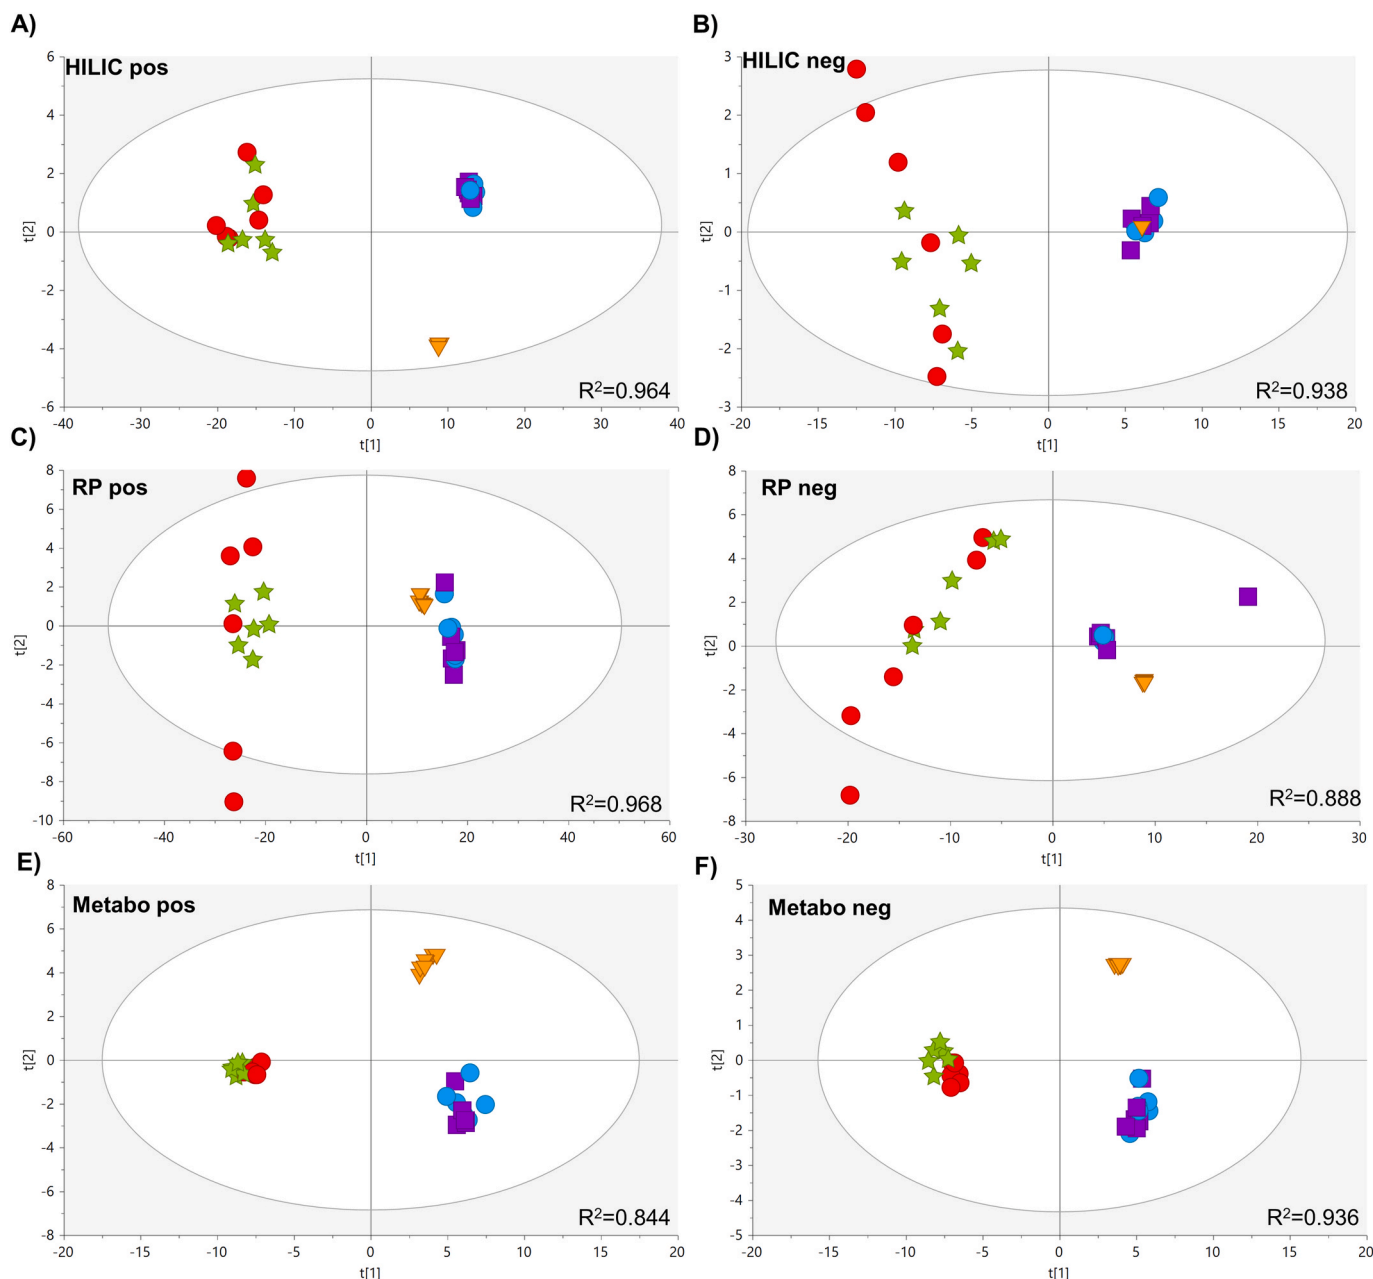 A)
HILIC pos
6
4
2
0
-2
-4
-6
t[2]
-40 -30 -20 -10 0 10 20 30 40
t[1]
R²=0.964
B)
HILIC neg
3
2
1
0
-1
-2
-3
t[2]
-20 -15 -10 -5 0 5 10 15 20
t[1]
R²=0.938
C)
RP pos
8
6
4
2
0
-2
-4
-6
-8
-10
t[2]
-60 -40 -20 0 20 40 60
t[1]
R²=0.968
D)
RP neg
8
6
4
2
0
-2
-4
-6
-8
t[2]
-30 -20 -10 0 10 20 30
t[1]
R²=0.888
E)
Metabo pos
8
6
4
2
0
-2
-4
-6
-8
t[2]
-20 -15 -10 -5 0 5 10 15 20
t[1]
R²=0.844
F)
Metabo neg
5
4
3
2
1
0
-1
-2
-3
-4
-5
t[2]
-20 -15 -10 -5 0 5 10 15 20
t[1]
R²=0.936